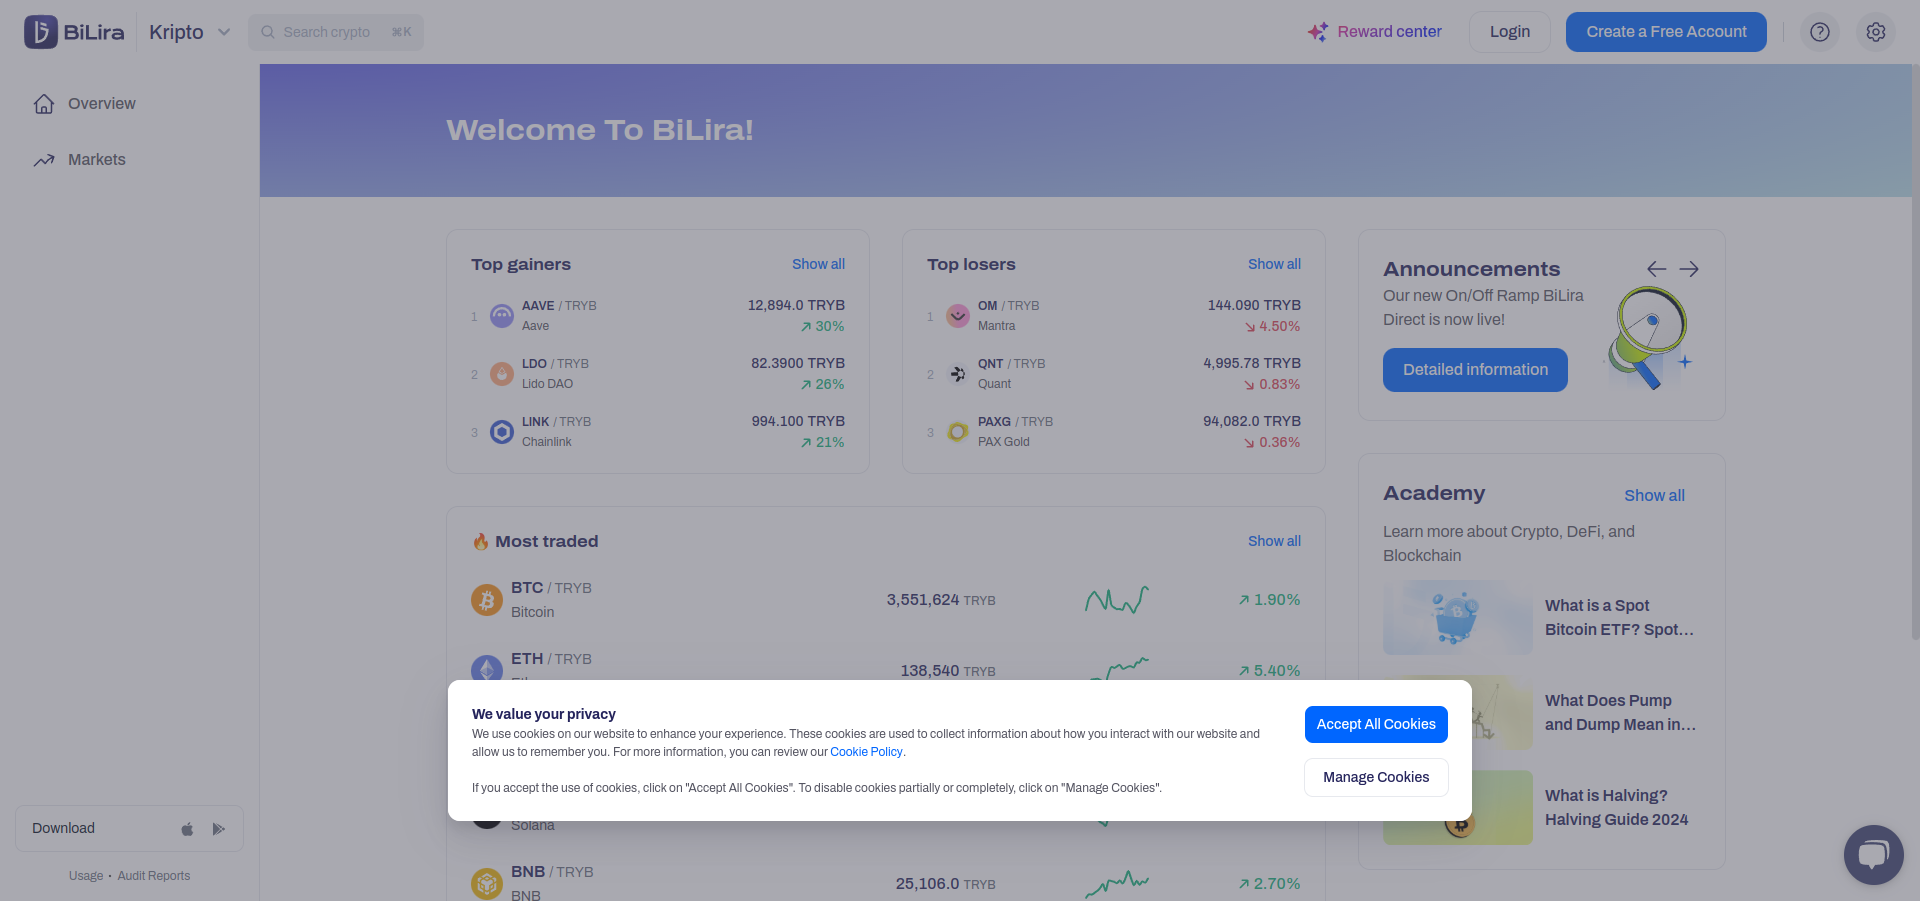 BiLira
Kripto
Search crypto ⌘K
Reward center
Login
Create a Free Account
Overview
Markets
Welcome To BiLira!
Top gainers Show all
1 AAVE / TRYB 12,894.0 TRYB
Aave 30%
2 LDO / TRYB 82.3900 TRYB
Lido DAO 26%
3 LINK / TRYB 994.100 TRYB
Chainlink 21%
Top losers Show all
1 OM / TRYB 144.090 TRYB
Mantra 4.50%
2 QNT / TRYB 4,995.78 TRYB
Quant 0.83%
3 PAXG / TRYB 94,082.0 TRYB
PAX Gold 0.36%
Announcements
Our new On/Off Ramp BiLira
Direct is now live!
Detailed information
🔥 Most traded Show all
BTC / TRYB
Bitcoin
3,551,624 TRYB 1.90%
ETH / TRYB
138,540 TRYB 5.40%
Solana
BNB / TRYB
BNB
25,106.0 TRYB 2.70%
Academy Show all
Learn more about Crypto, DeFi, and
Blockchain
What is a Spot
Bitcoin ETF? Spot...
What Does Pump
and Dump Mean in...
What is Halving?
Halving Guide 2024
We value your privacy
We use cookies on our website to enhance your experience. These cookies are used to collect information about how you interact with our website and
allow us to remember you. For more information, you can review our Cookie Policy.
If you accept the use of cookies, click on "Accept All Cookies". To disable cookies partially or completely, click on "Manage Cookies".
Accept All Cookies
Manage Cookies
Download
Usage • Audit Reports